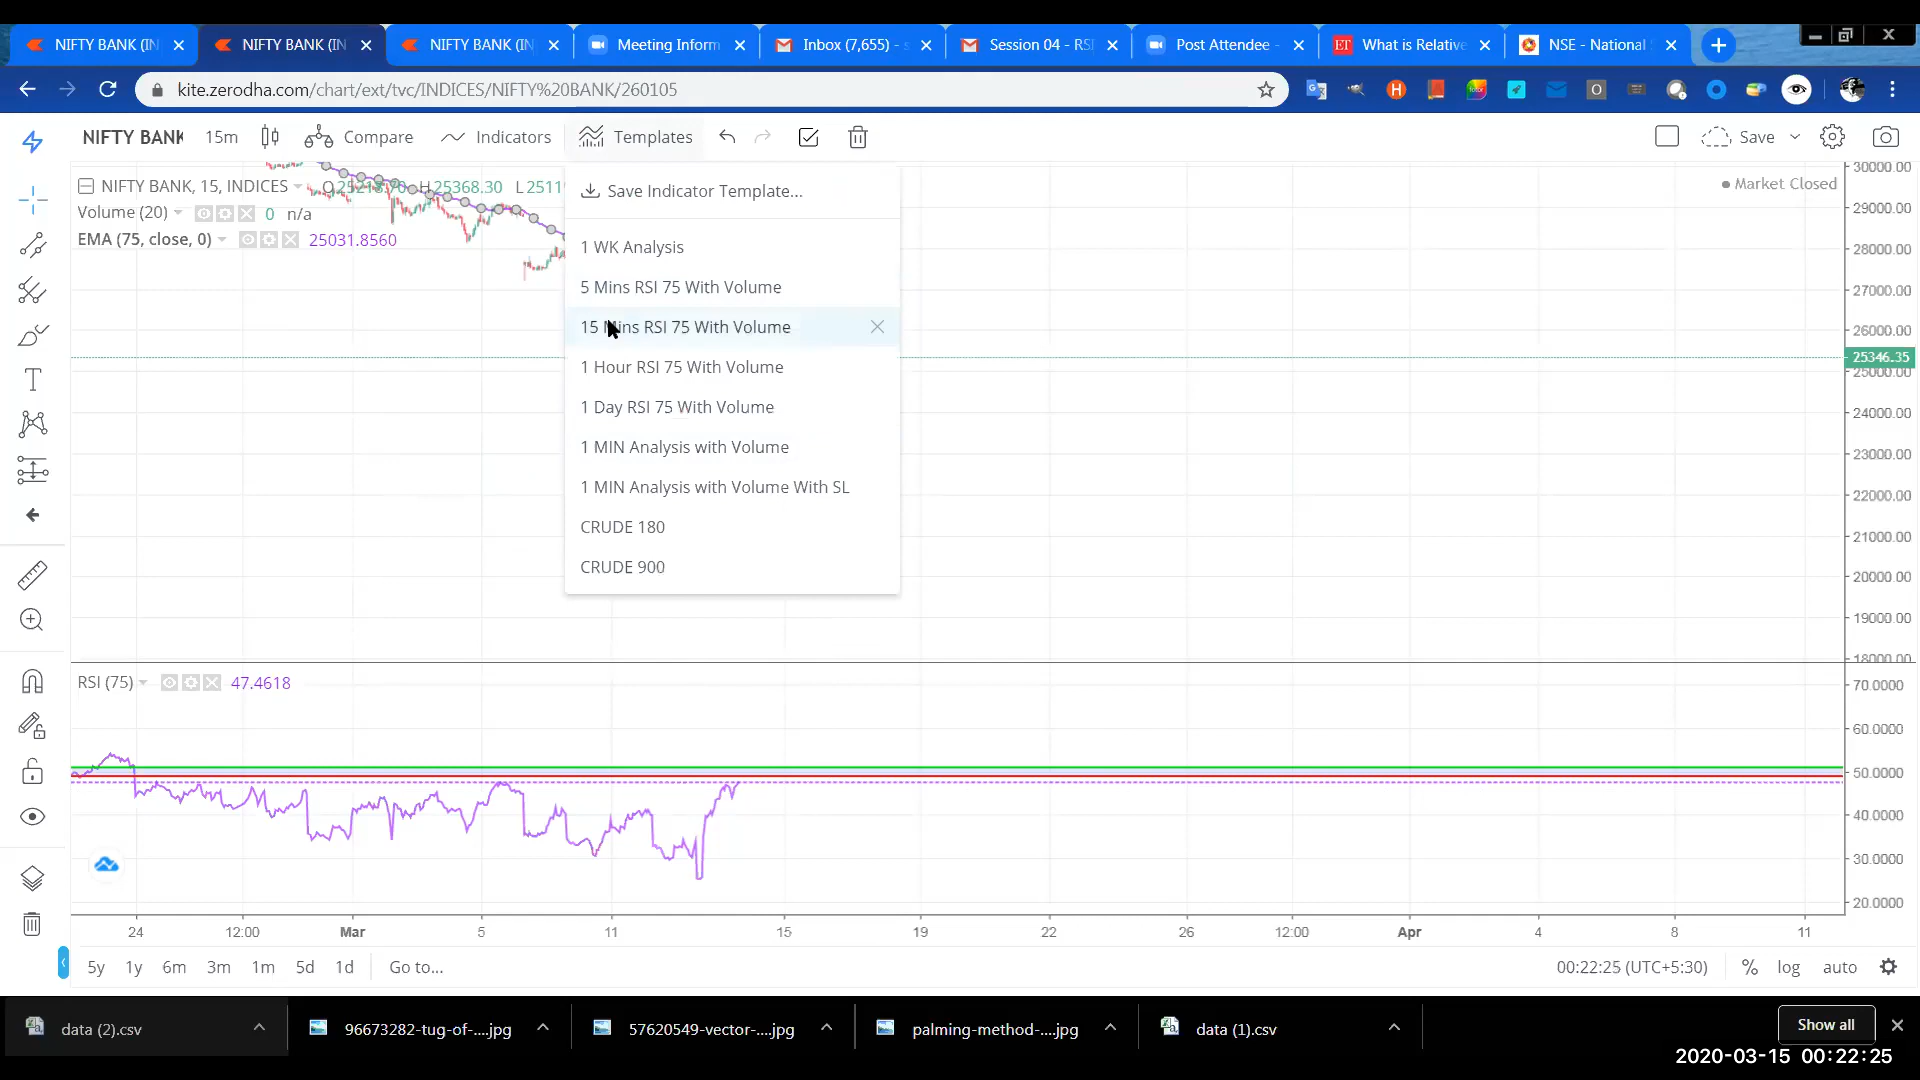 NIFTY BANK (IN
NIFTY BANK (IN
NIFTY BANK (IN
Meeting Inform
Inbox (7,655) - s
Session 04 - RSI
Post Attendee -
ET What is Relative
NSE - National
kite.zerodha.com/chart/ext/tvc/INDICES/NIFTY%20BANK/260105
NIFTY BANK 15m Compare Indicators Templates Save
NIFTY BANK, 15, INDICES O25218.70 H25368.30 L2511
Volume (20) 0 n/a
EMA (75, close, 0) 25031.8560
Market Closed
Save Indicator Template...
1 WK Analysis
5 Mins RSI 75 With Volume
15 Mins RSI 75 With Volume
1 Hour RSI 75 With Volume
1 Day RSI 75 With Volume
1 MIN Analysis with Volume
1 MIN Analysis with Volume With SL
CRUDE 180
CRUDE 900
30000.00
29000.00
28000.00
27000.00
26000.00
25346.35
25000.00
24000.00
23000.00
22000.00
21000.00
20000.00
19000.00
18000.00
RSI (75) 47.4618
70.0000
60.0000
50.0000
40.0000
30.0000
20.0000
24 12:00 Mar 5 11 15 19 22 26 12:00 Apr 4 8 11
5y 1y 6m 3m 1m 5d 1d Go to... 00:22:25 (UTC+5:30) % log auto
data (2).csv
96673282-tug-of-....jpg
57620549-vector-....jpg
palming-method-....jpg
data (1).csv
Show all
2020-03-15 00:22:25